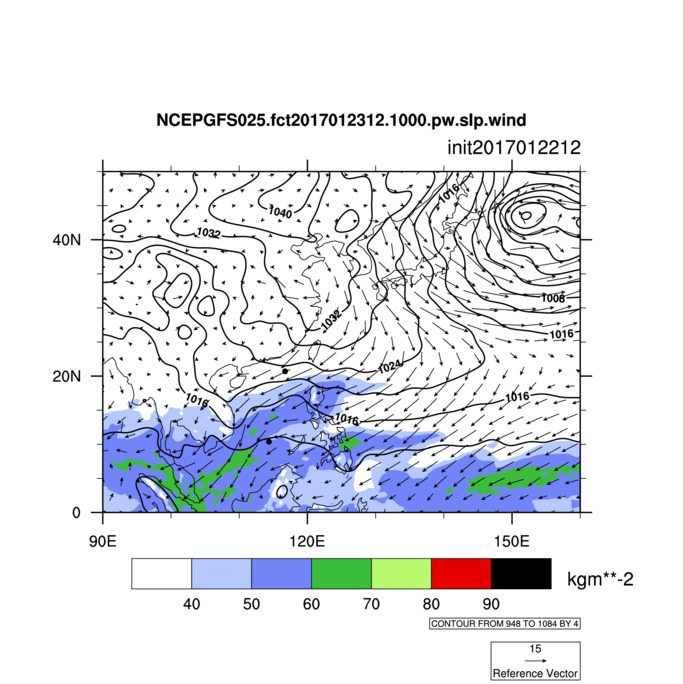 NCEPGFS025.fct2017012312.1000.pw.slp.wind
init2017012212
1016
1040
1032
40N
1008
1032
1016
1024
20N
1016
1016
1016
0
90E 120E 150E
40 50 60 70 80 90 kgm**-2
CONTOUR FROM 948 TO 1084 BY 4
15
Reference Vector